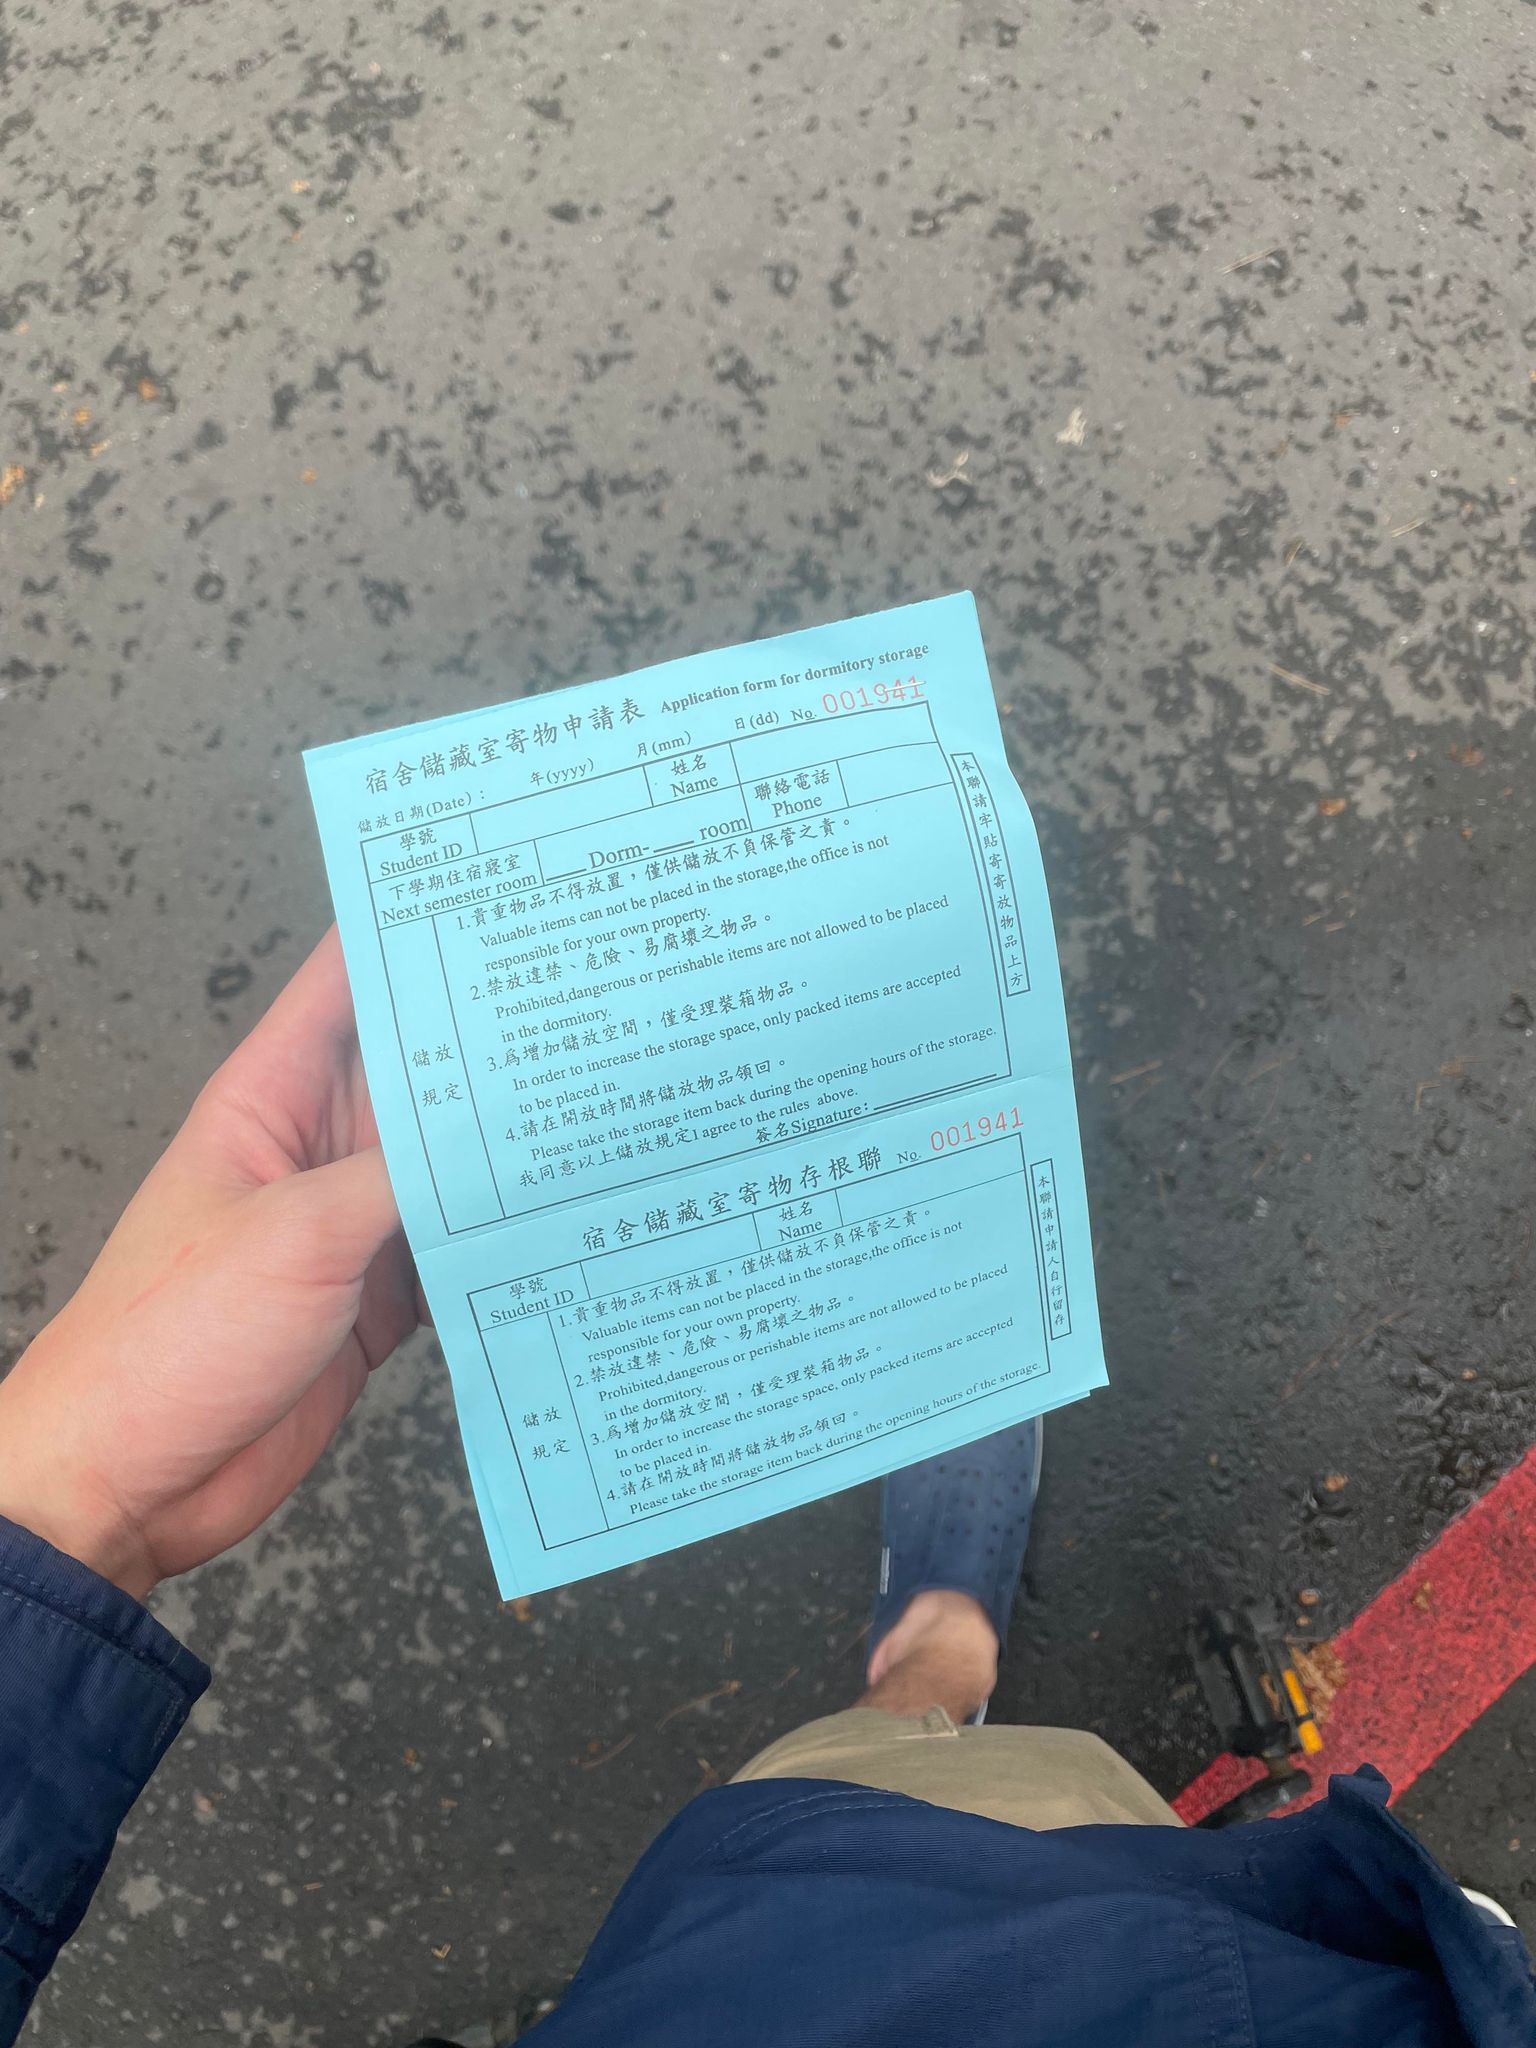 宿舍儲藏室寄物申請表 Application form for dormitory storage
儲放日期(Date)： 年(yyyy) 月(mm) 日(dd) No. 001941
學號
Student ID
姓名
Name
下學期住宿寢室
Next semester room
___Dorm-___ room
聯絡電話
Phone
儲放
規定
1.貴重物品不得放置，僅供儲放不負保管之責。
Valuable items can not be placed in the storage,the office is not
responsible for your own property.
2.禁放違禁、危險、易腐壞之物品。
Prohibited,dangerous or perishable items are not allowed to be placed
in the dormitory.
3.為增加儲放空間，僅受理裝箱物品。
In order to increase the storage space, only packed items are accepted
to be placed in.
4.請在開放時間將儲放物品領回。
Please take the storage item back during the opening hours of the storage.
我同意以上儲放規定I agree to the rules above. 簽名Signature:
本聯請牢貼寄放物品上方
宿舍儲藏室寄物存根聯 No. 001941
學號
Student ID
姓名
Name
儲放
規定
1.貴重物品不得放置，僅供儲放不負保管之責。
Valuable items can not be placed in the storage,the office is not
responsible for your own property.
2.禁放違禁、危險、易腐壞之物品。
Prohibited,dangerous or perishable items are not allowed to be placed
in the dormitory.
3.為增加儲放空間，僅受理裝箱物品。
In order to increase the storage space, only packed items are accepted
to be placed in.
4.請在開放時間將儲放物品領回。
Please take the storage item back during the opening hours of the storage.
本聯請申請人自行留存